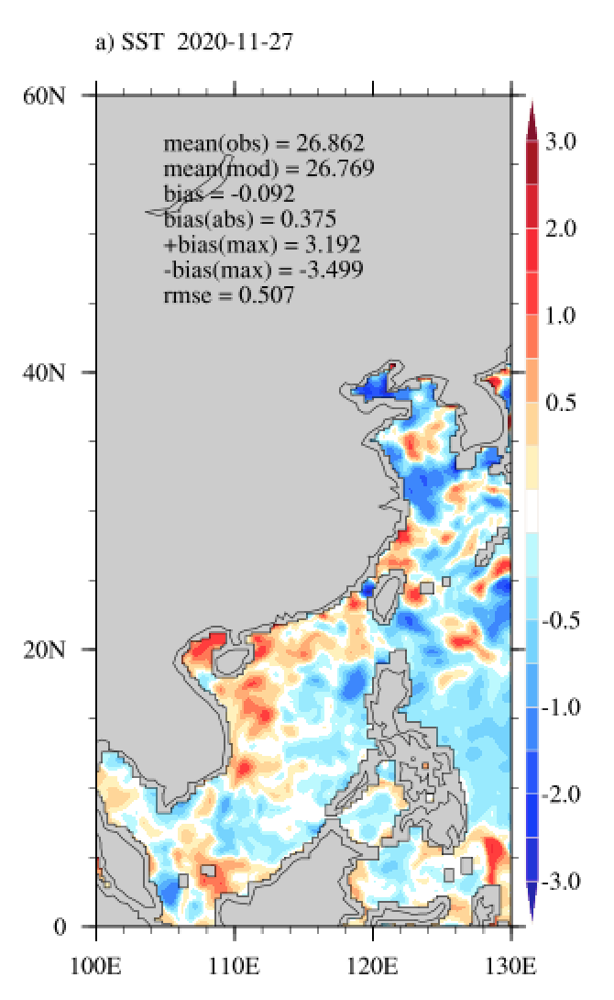 a) SST  2020-11-27
60N
mean(obs) = 26.862
mean(mod) = 26.769
bias = -0.092
bias(abs) = 0.375
+bias(max) = 3.192
-bias(max) = -3.499
rmse = 0.507
40N
20N
0
100E 110E 120E 130E
3.0
2.0
1.0
0.5
-0.5
-1.0
-2.0
-3.0